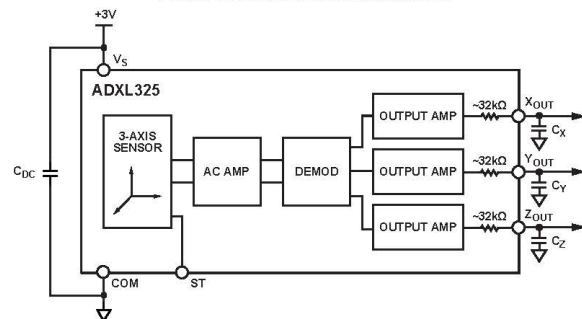 +3V
VS
ADXL325
3-AXIS
SENSOR
AC AMP
DEMOD
OUTPUT AMP
~32kΩ
XOUT
CX
OUTPUT AMP
~32kΩ
YOUT
CY
OUTPUT AMP
~32kΩ
ZOUT
CZ
CDC
COM
ST